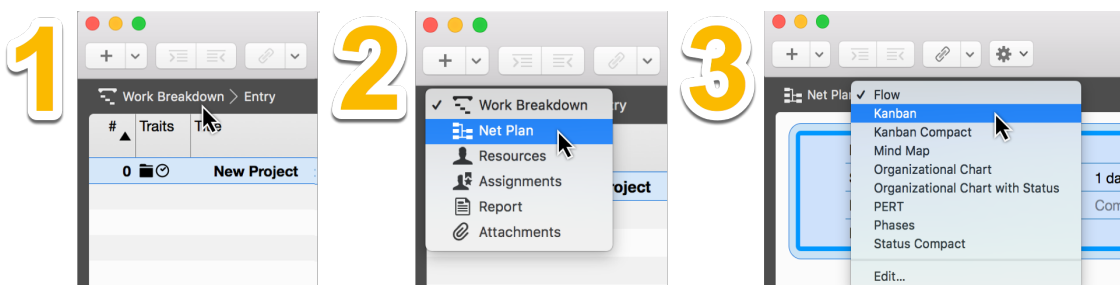 1
Work Breakdown > Entry
# Traits Title
0 New Project
2
✓ Work Breakdown
Net Plan
Resources
Assignments
Report
Attachments
3
Net Plan
✓ Flow
Kanban
Kanban Compact
Mind Map
Organizational Chart
Organizational Chart with Status
PERT
Phases
Status Compact
Edit...
1 da
Com